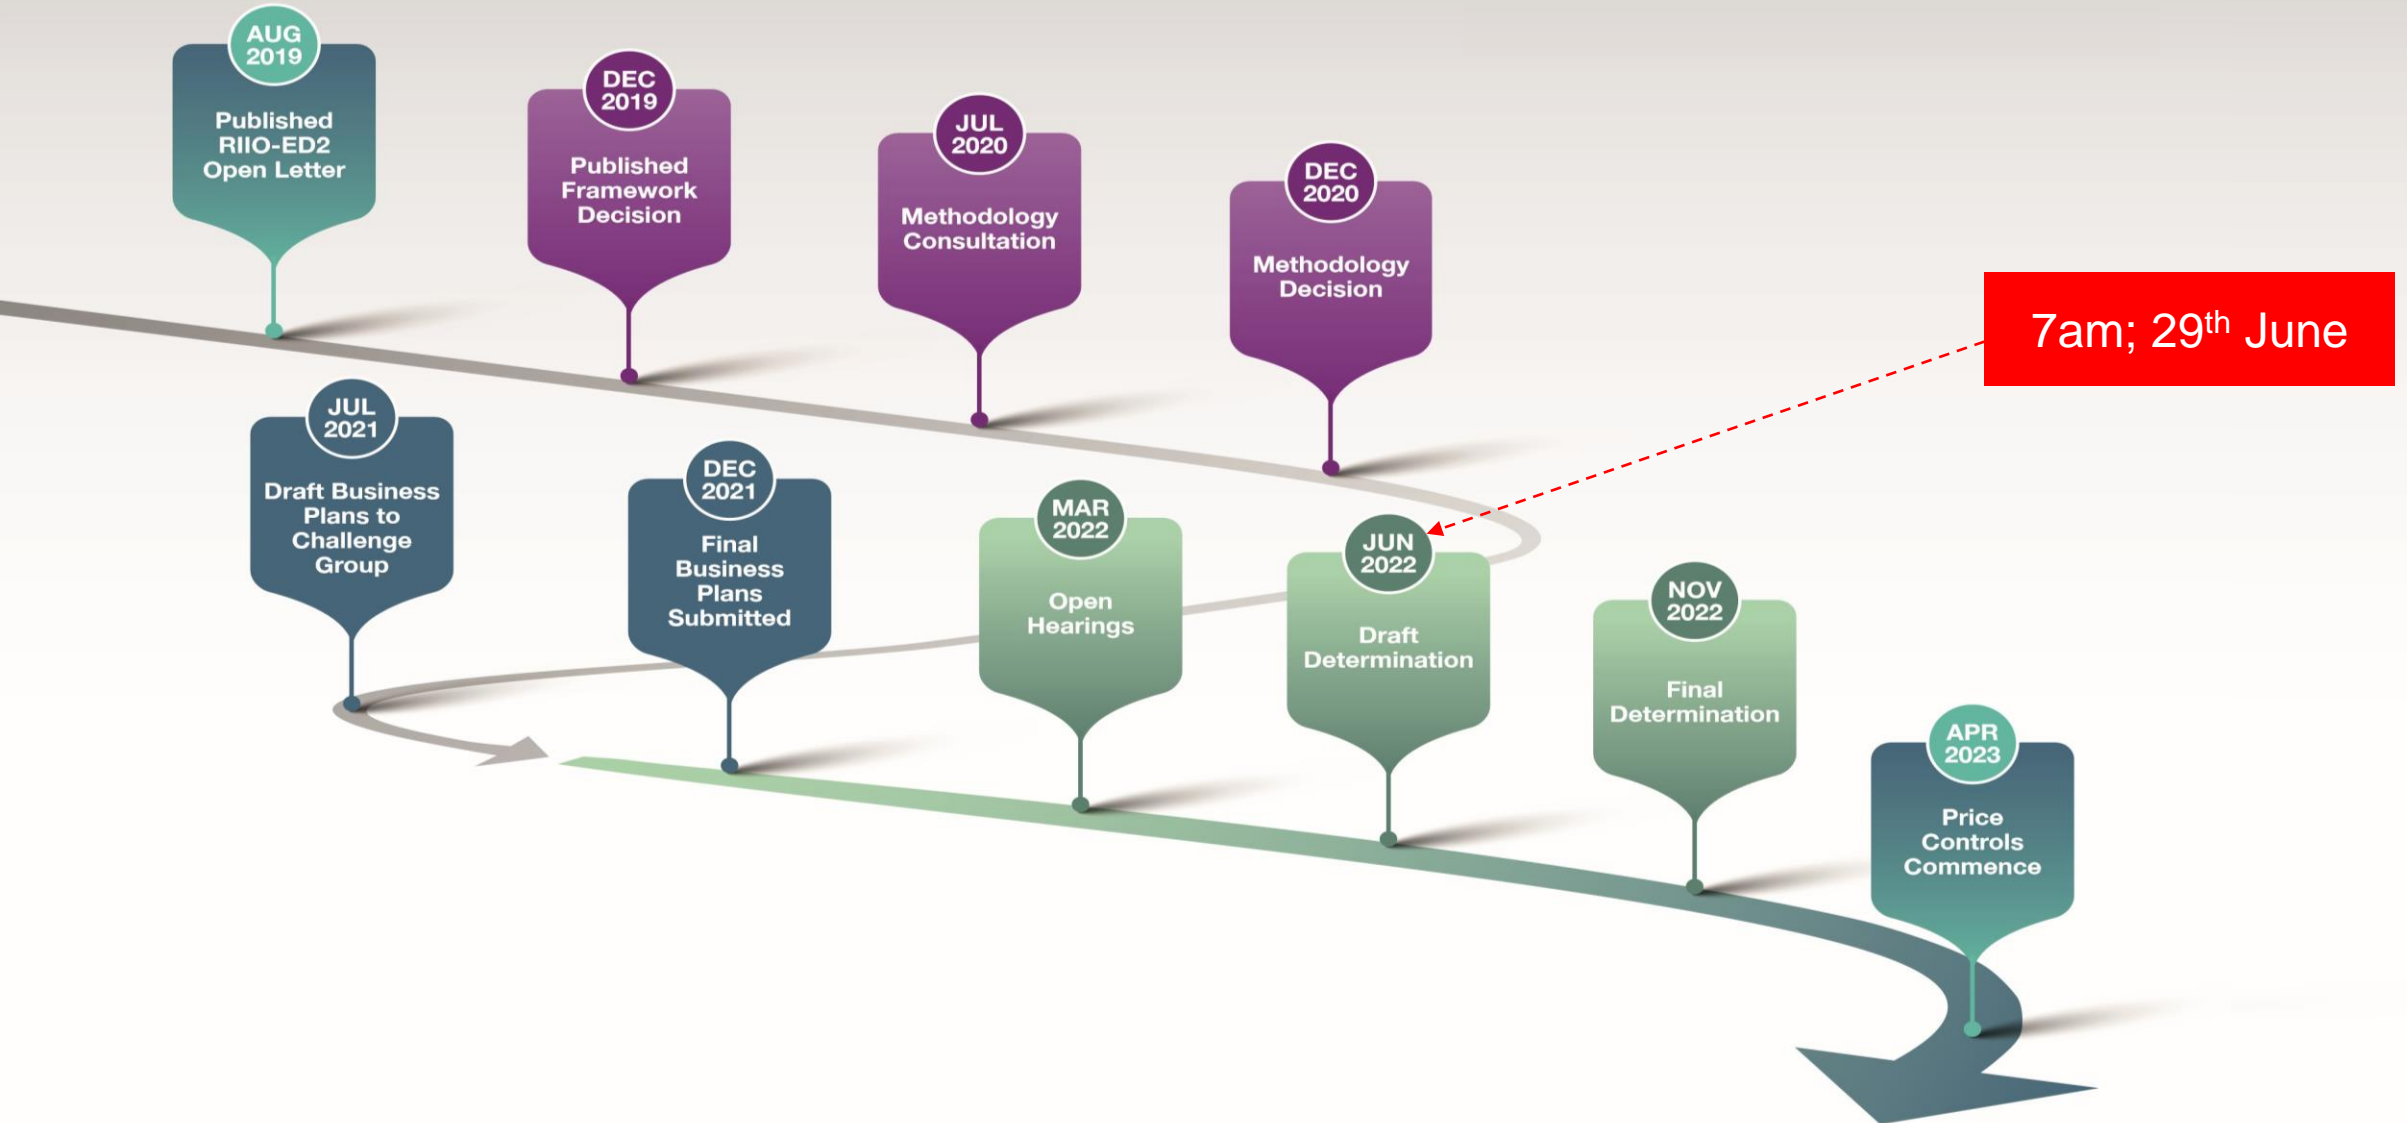 AUG
2019
Published
RIIO-ED2
Open Letter
DEC
2019
Published
Framework
Decision
JUL
2020
Methodology
Consultation
DEC
2020
Methodology
Decision
7am; 29th June
JUL
2021
Draft Business
Plans to
Challenge
Group
DEC
2021
Final
Business
Plans
Submitted
MAR
2022
Open
Hearings
JUN
2022
Draft
Determination
NOV
2022
Final
Determination
APR
2023
Price
Controls
Commence